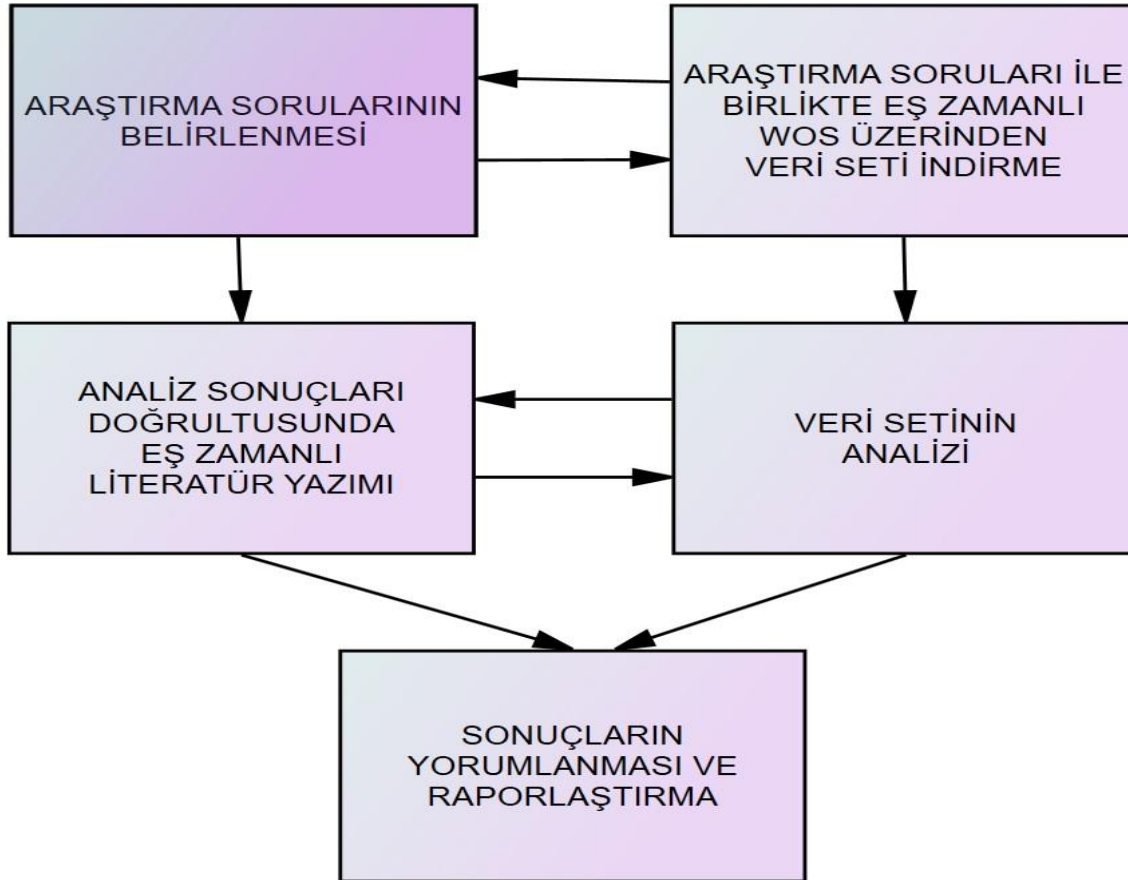 ARAŞTIRMA SORULARININ
BELİRLENMESİ
ARAŞTIRMA SORULARI İLE
BİRLİKTE EŞ ZAMANLI
WOS ÜZERİNDEN
VERİ SETİ İNDİRME
ANALİZ SONUÇLARI
DOĞRULTUSUNDA
EŞ ZAMANLI
LİTERATÜR YAZIMI
VERİ SETİNİN
ANALİZİ
SONUÇLARIN
YORUMLANMASI VE
RAPORLAŞTIRMA